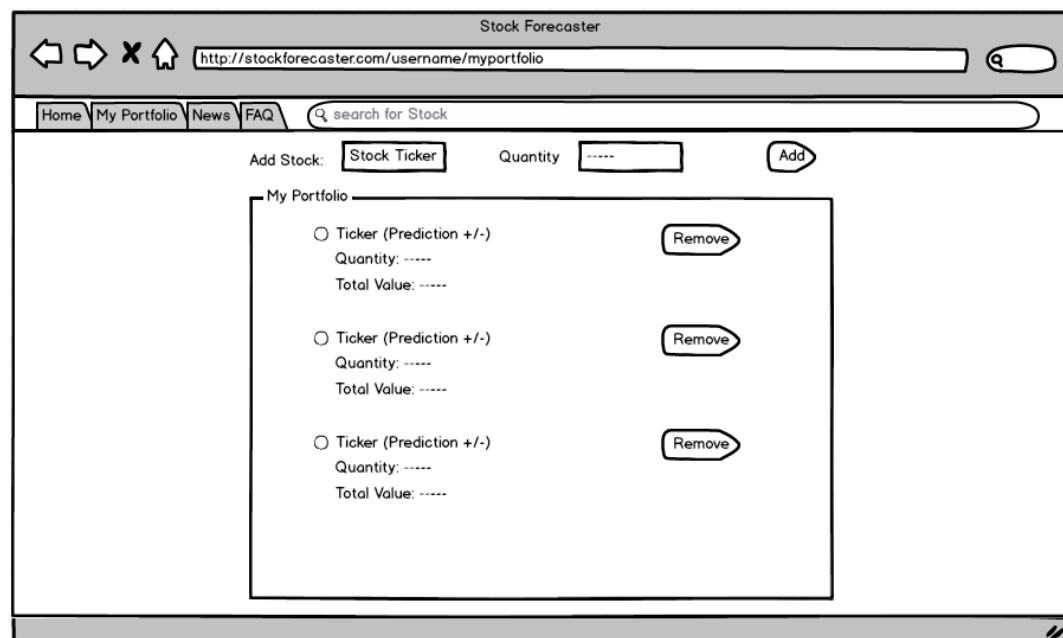 Stock Forecaster
http://stockforecaster.com/username/myportfolio
Home My Portfolio News FAQ search for Stock
Add Stock: Stock Ticker Quantity ----- Add
My Portfolio
Ticker (Prediction +/-) Remove
Quantity: -----
Total Value: -----
Ticker (Prediction +/-) Remove
Quantity: -----
Total Value: -----
Ticker (Prediction +/-) Remove
Quantity: -----
Total Value: -----